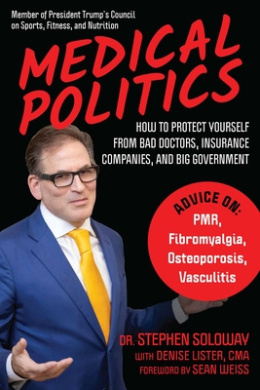 Member of President Trump's Council
on Sports, Fitness, and Nutrition
MEDICAL
POLITICS
HOW TO PROTECT YOURSELF
FROM BAD DOCTORS, INSURANCE
COMPANIES, AND BIG GOVERNMENT
ADVICE ON:
PMR,
Fibromyalgia,
Osteoporosis,
Vasculitis
DR. STEPHEN SOLOWAY
WITH DENISE LISTER, CMA
FOREWORD BY SEAN WEISS